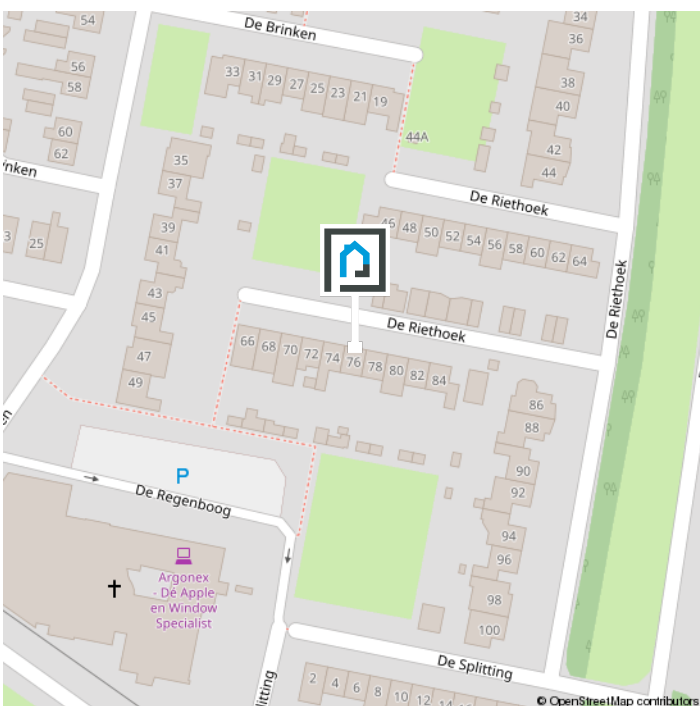 De Brinken
54
34
36
56
58
33 31 29 27 25 23 21 19
38
40
60
62
44A
42
44
35
37
inken
De Riethoek
39
41
46 48 50 52 54 56 58 60 62 64
3
25
De Riethoek
43
45
De Riethoek
66 68 70 72 74 76 78 80 82 84
47
49
86
88
90
92
P
De Regenboog
94
96
Argonex
- Dé Apple
en Window
Specialist
98
100
De Splitting
litting
2 4 6 8 10 12 14
© OpenStreetMap contributors